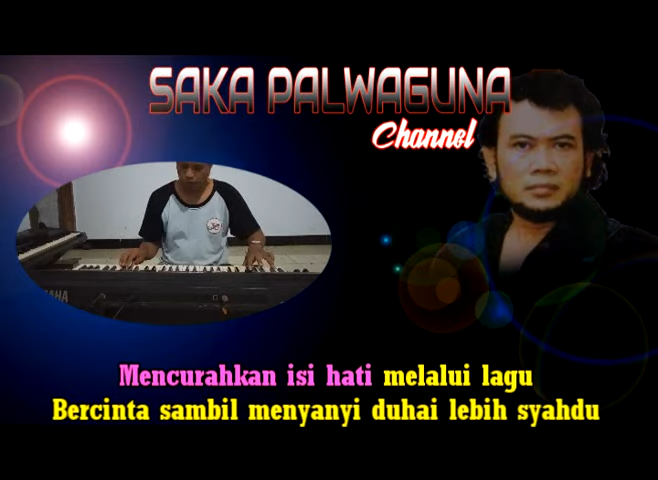 SAKA PALWAGUNA
Channel
Mencurahkan isi hati melalui lagu
Bercinta sambil menyanyi duhai lebih syahdu